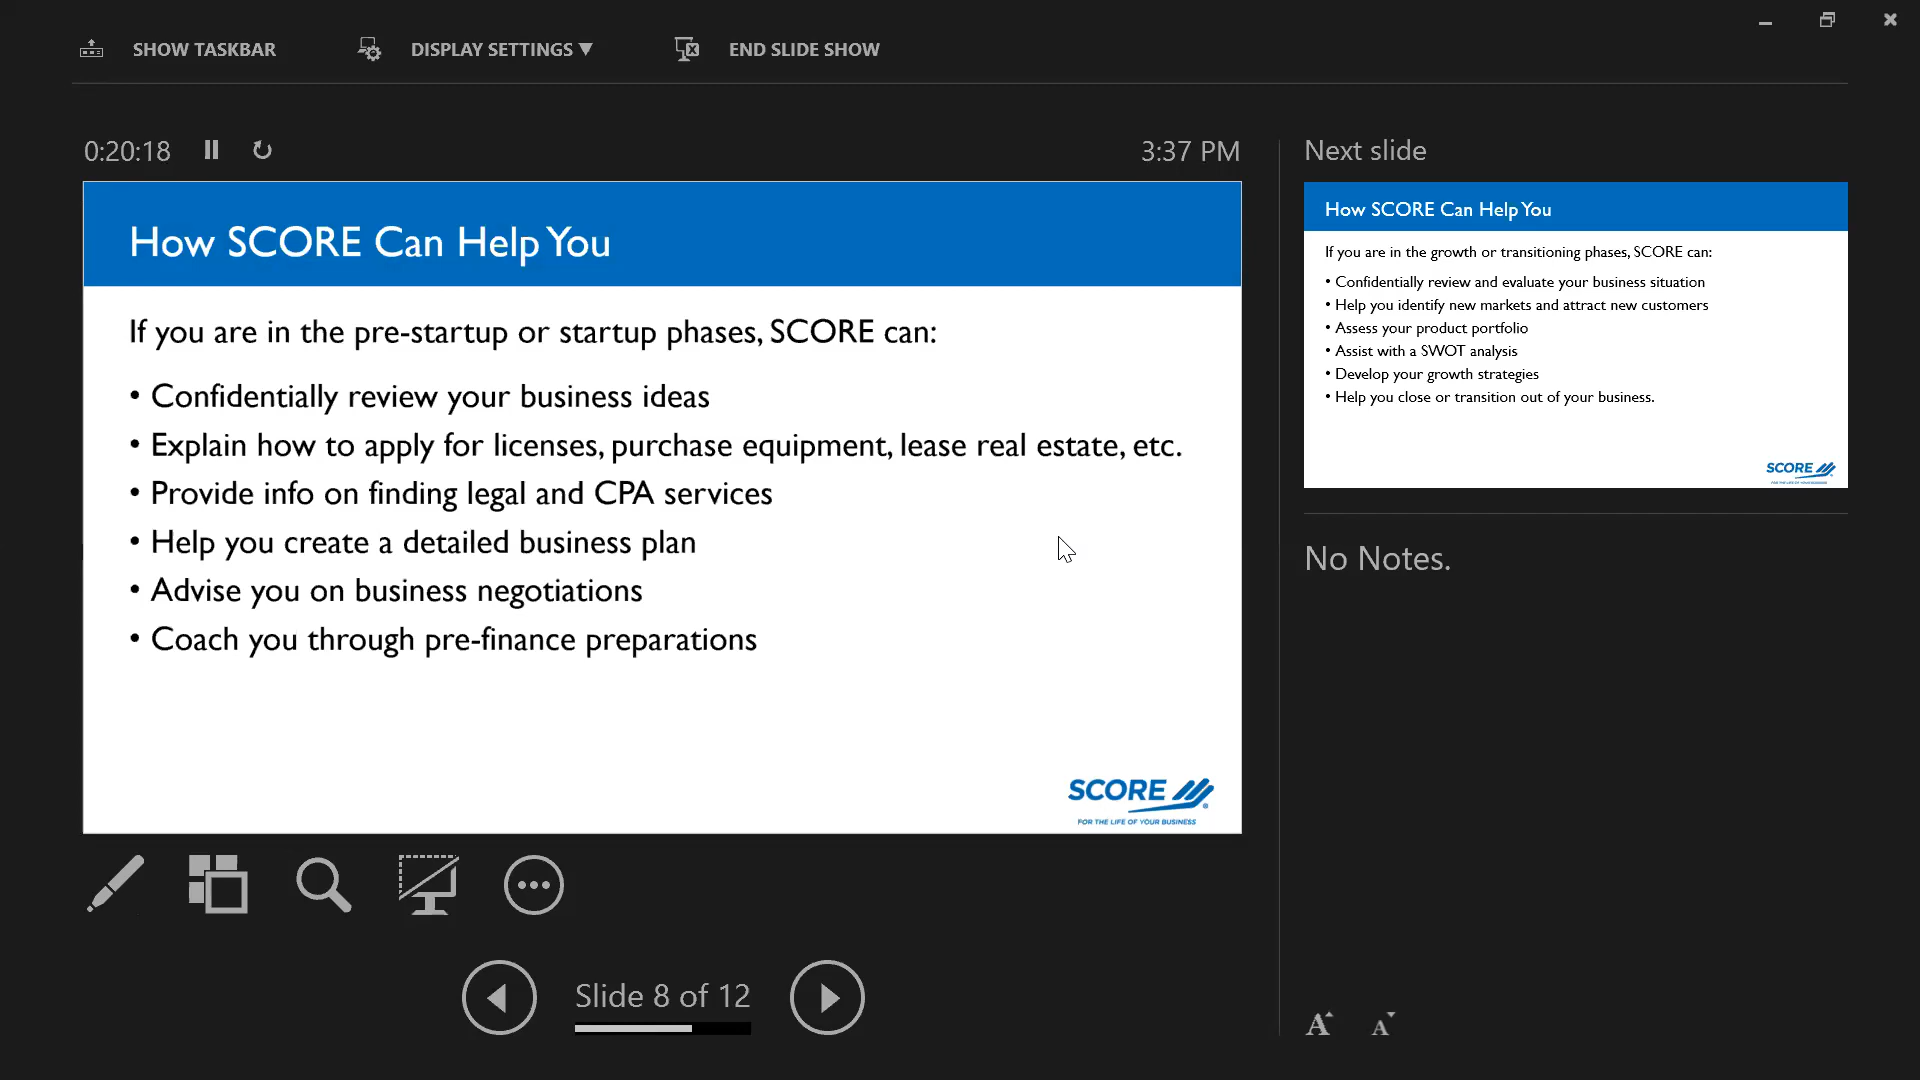 SHOW TASKBAR
DISPLAY SETTINGS ▼
END SLIDE SHOW
0:20:18
3:37 PM
How SCORE Can Help You
If you are in the pre-startup or startup phases, SCORE can:
• Confidentially review your business ideas
• Explain how to apply for licenses, purchase equipment, lease real estate, etc.
• Provide info on finding legal and CPA services
• Help you create a detailed business plan
• Advise you on business negotiations
• Coach you through pre-finance preparations
SCORE
FOR THE LIFE OF YOUR BUSINESS
Slide 8 of 12
Next slide
How SCORE Can Help You
If you are in the growth or transitioning phases, SCORE can:
• Confidentially review and evaluate your business situation
• Help you identify new markets and attract new customers
• Assess your product portfolio
• Assist with a SWOT analysis
• Develop your growth strategies
• Help you close or transition out of your business.
SCORE
FOR THE LIFE OF YOUR BUSINESS
No Notes.
A A